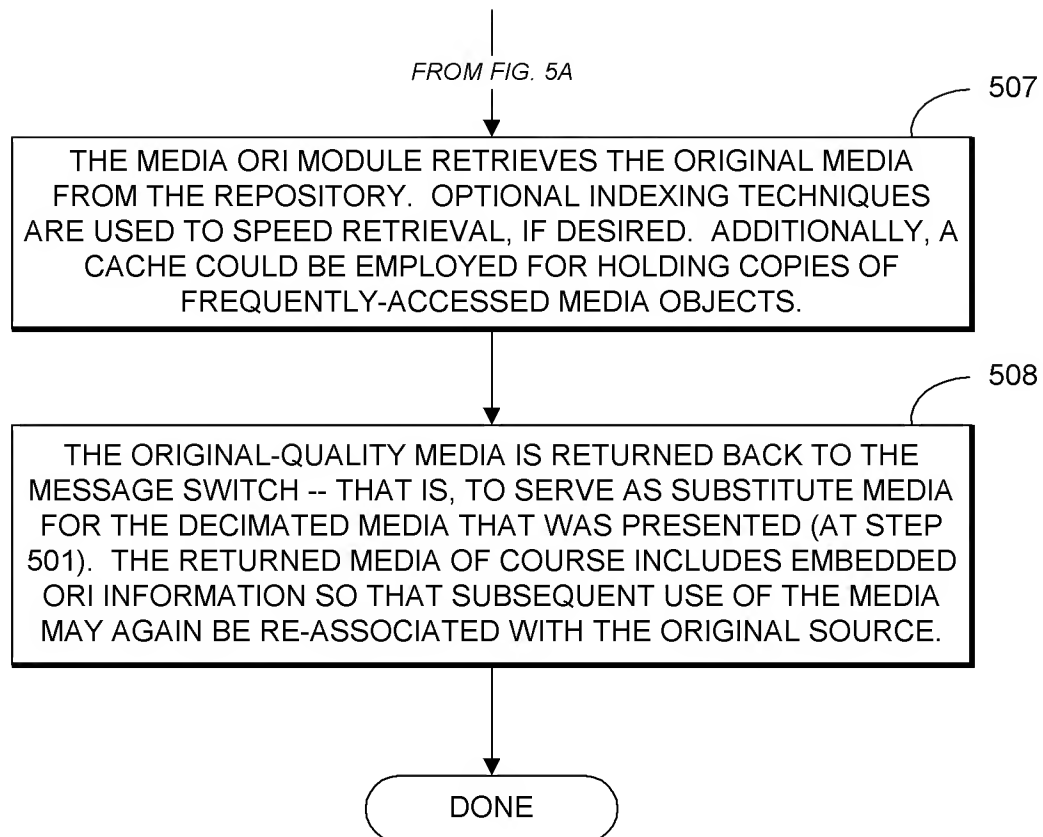 FROM FIG. 5A
507
THE MEDIA ORI MODULE RETRIEVES THE ORIGINAL MEDIA
FROM THE REPOSITORY.  OPTIONAL INDEXING TECHNIQUES
ARE USED TO SPEED RETRIEVAL, IF DESIRED.  ADDITIONALLY, A
CACHE COULD BE EMPLOYED FOR HOLDING COPIES OF
FREQUENTLY-ACCESSED MEDIA OBJECTS.
508
THE ORIGINAL-QUALITY MEDIA IS RETURNED BACK TO THE
MESSAGE SWITCH -- THAT IS, TO SERVE AS SUBSTITUTE MEDIA
FOR THE DECIMATED MEDIA THAT WAS PRESENTED (AT STEP
501).  THE RETURNED MEDIA OF COURSE INCLUDES EMBEDDED
ORI INFORMATION SO THAT SUBSEQUENT USE OF THE MEDIA
MAY AGAIN BE RE-ASSOCIATED WITH THE ORIGINAL SOURCE.
DONE